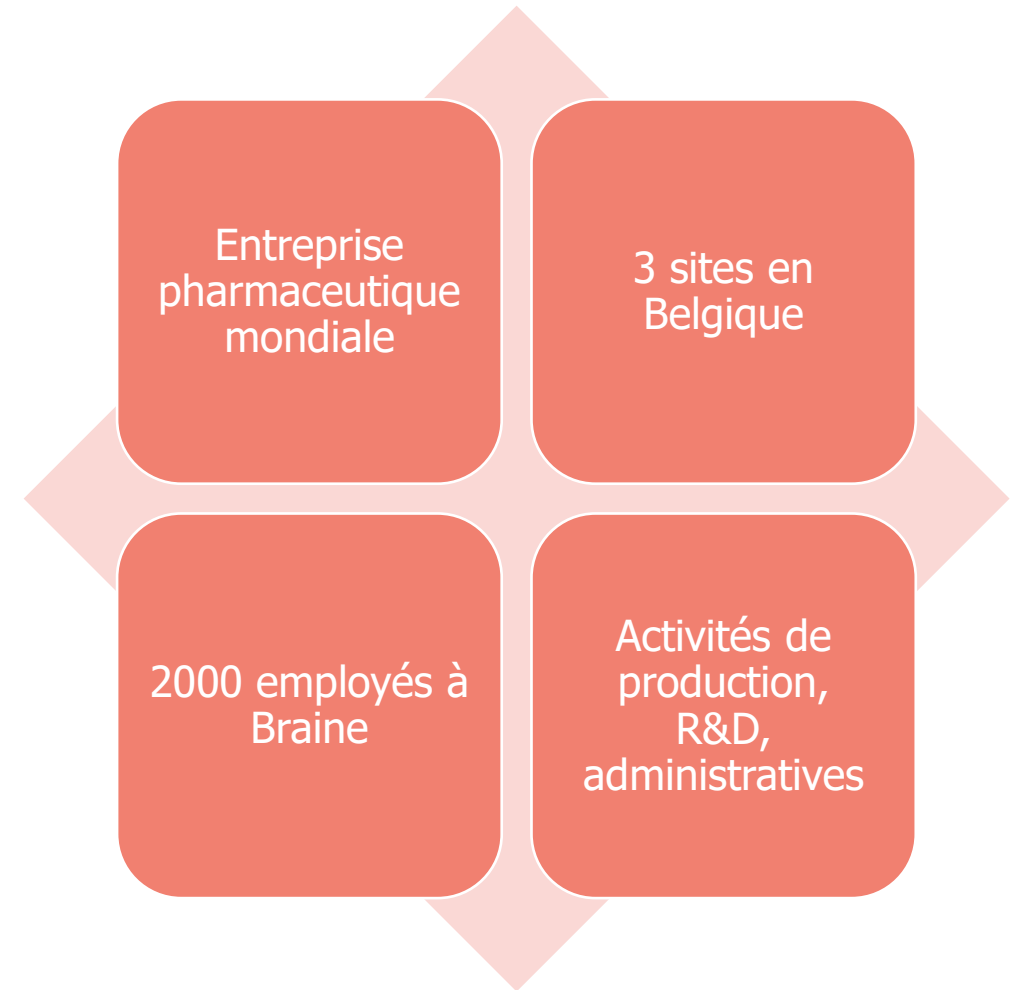 Entreprise
pharmaceutique
mondiale
3 sites en
Belgique
2000 employés à
Braine
Activités de
production,
R&D,
administratives